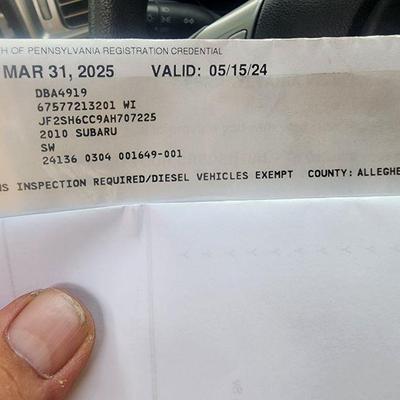 TH OF PENNSYLVANIA REGISTRATION CREDENTIAL
MAR 31, 2025 VALID: 05/15/24
DBA4919
67577213201 WI
JF2SH6CC9AH707225
2010 SUBARU
SW
24136 0304 001649-001
NS INSPECTION REQUIRED/DIESEL VEHICLES EXEMPT COUNTY: ALLEGHE